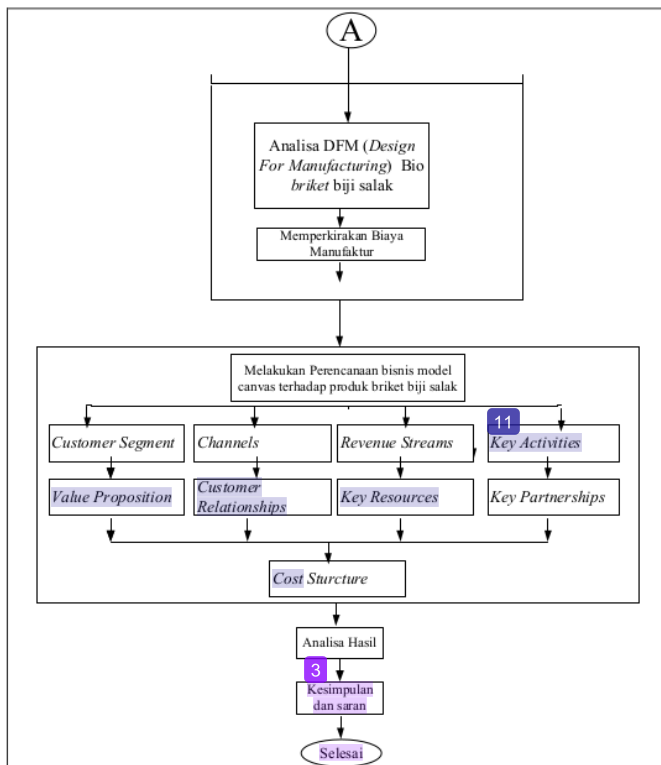 A
Analisa DFM (Design
For Manufacturing) Bio
briket biji salak
Memperkirakan Biaya
Manufaktur
Melakukan Perencanaan bisnis model
canvas terhadap produk briket biji salak
11
Customer Segment
Channels
Revenue Streams
Key Activities
Value Proposition
Customer
Relationships
Key Resources
Key Partnerships
Cost Sturcture
Analisa Hasil
3
Kesimpulan
dan saran
Selesai